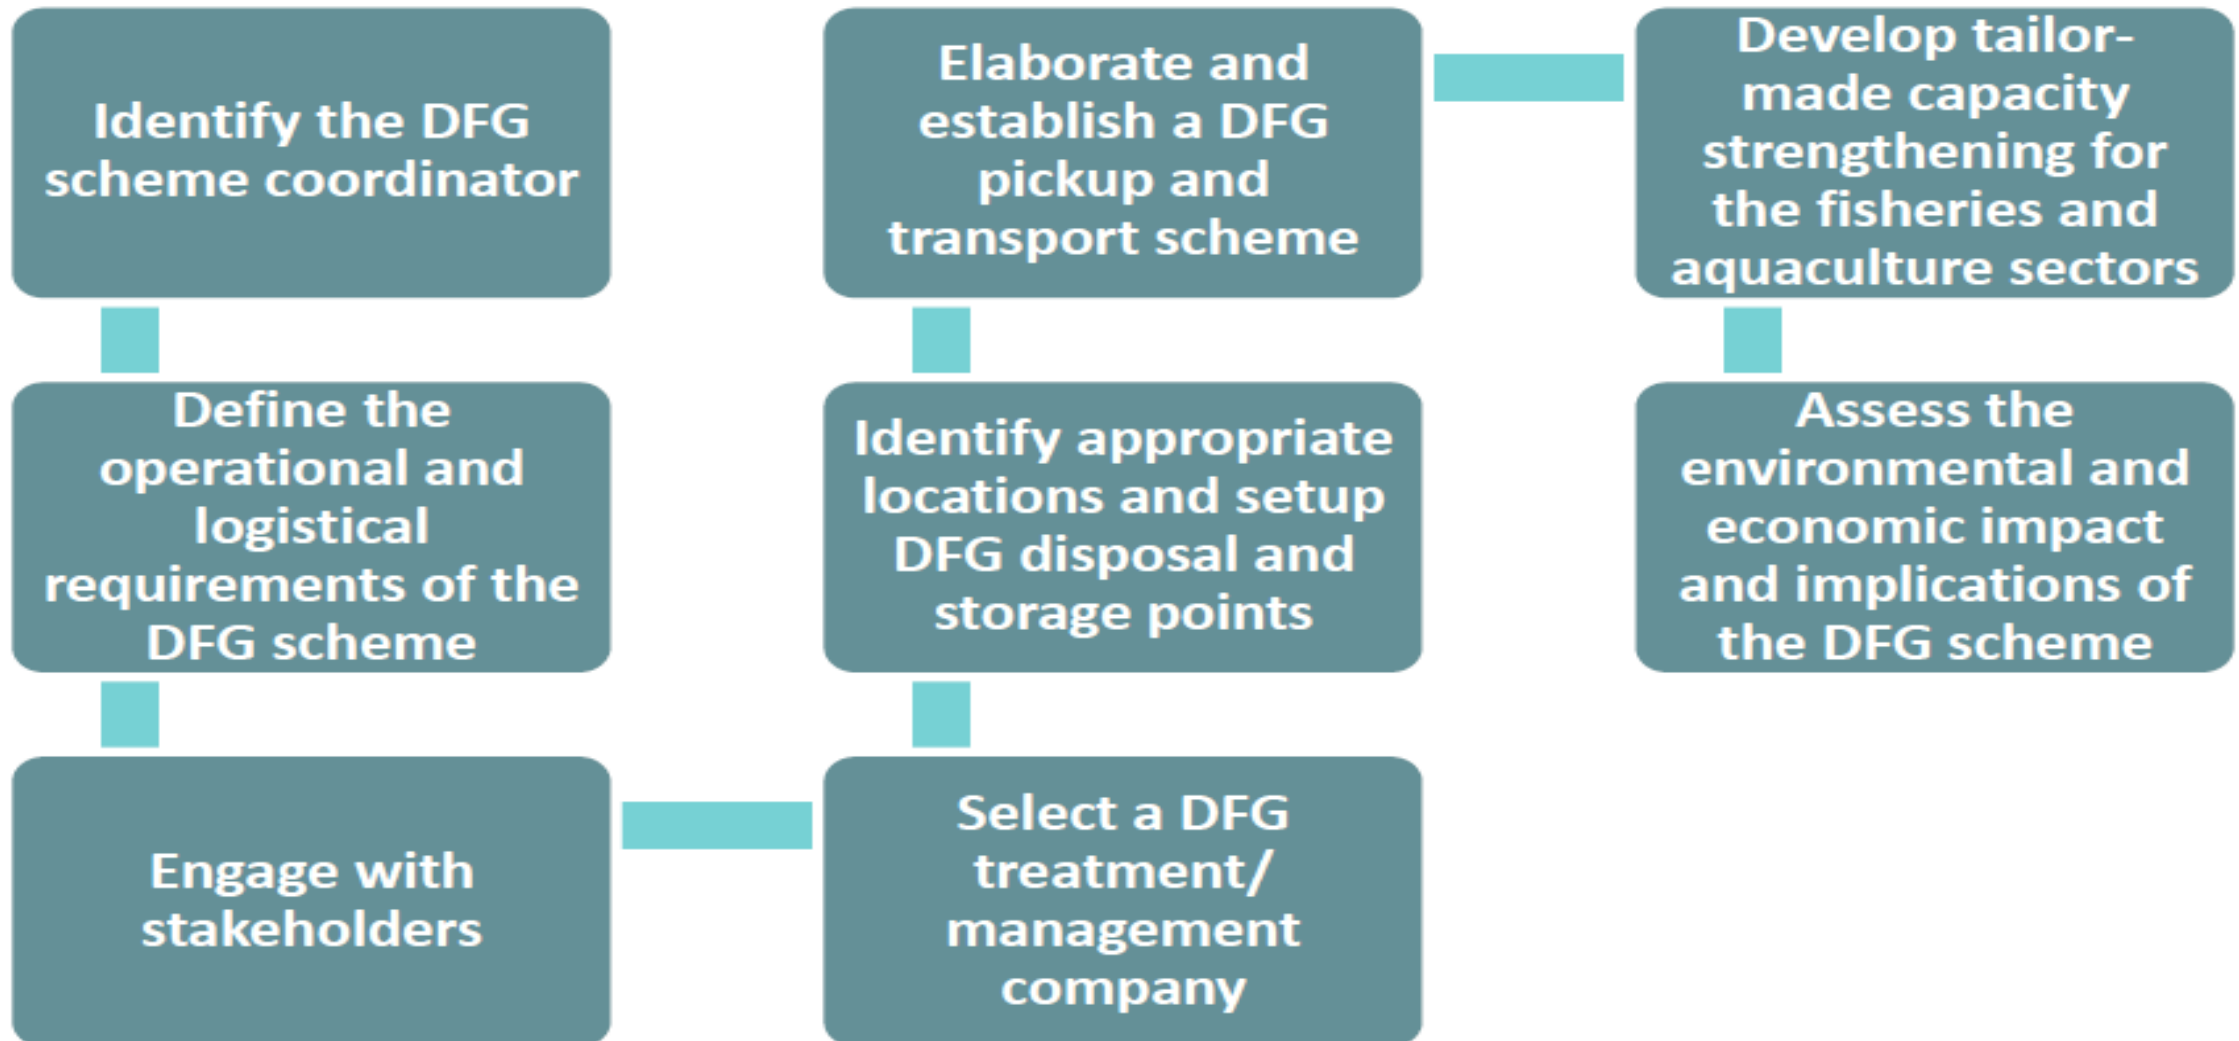 Identify the DFG
scheme coordinator
Define the
operational and
logistical
requirements of the
DFG scheme
Engage with
stakeholders
Select a DFG
treatment/
management
company
Identify appropriate
locations and setup
DFG disposal and
storage points
Elaborate and
establish a DFG
pickup and
transport scheme
Develop tailor-
made capacity
strengthening for
the fisheries and
aquaculture sectors
Assess the
environmental and
economic impact
and implications of
the DFG scheme